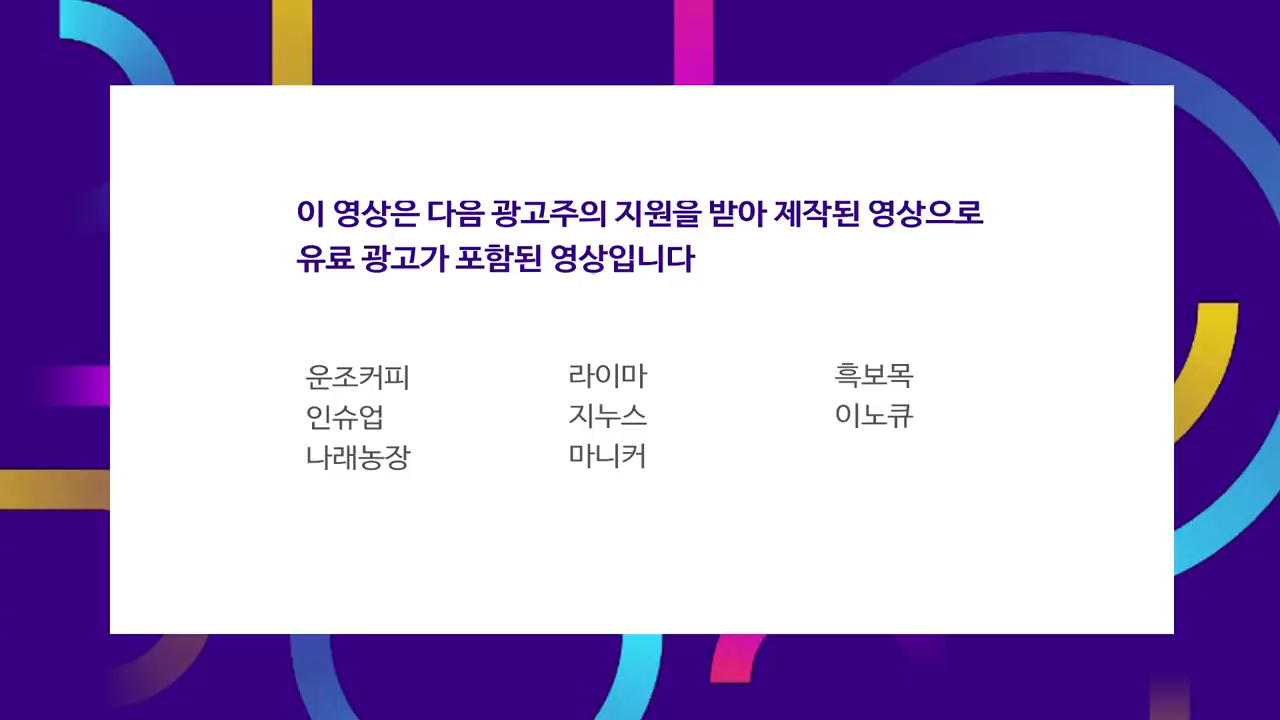 이 영상은 다음 광고주의 지원을 받아 제작된 영상으로
유료 광고가 포함된 영상입니다
운조커피
인슈업
나래농장
라이마
지누스
마니커
흑보목
이노큐